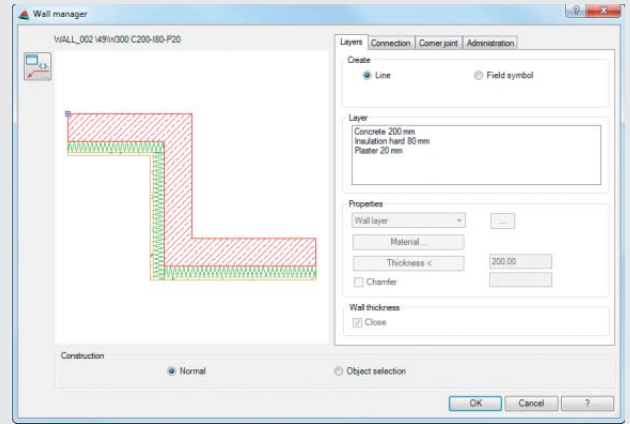 Wall manager
WALL_002 \49\W300 C200-I80-P20
Layers Connection Corner joint Administration
Create
Line Field symbol
Layer
Concrete 200 mm
Insulation hard 80 mm
Plaster 20 mm
Properties
Wall layer ...
Material...
Thickness < 200.00
Chamfer
Wall thickness
Close
Construction
Normal Object selection
OK Cancel ?